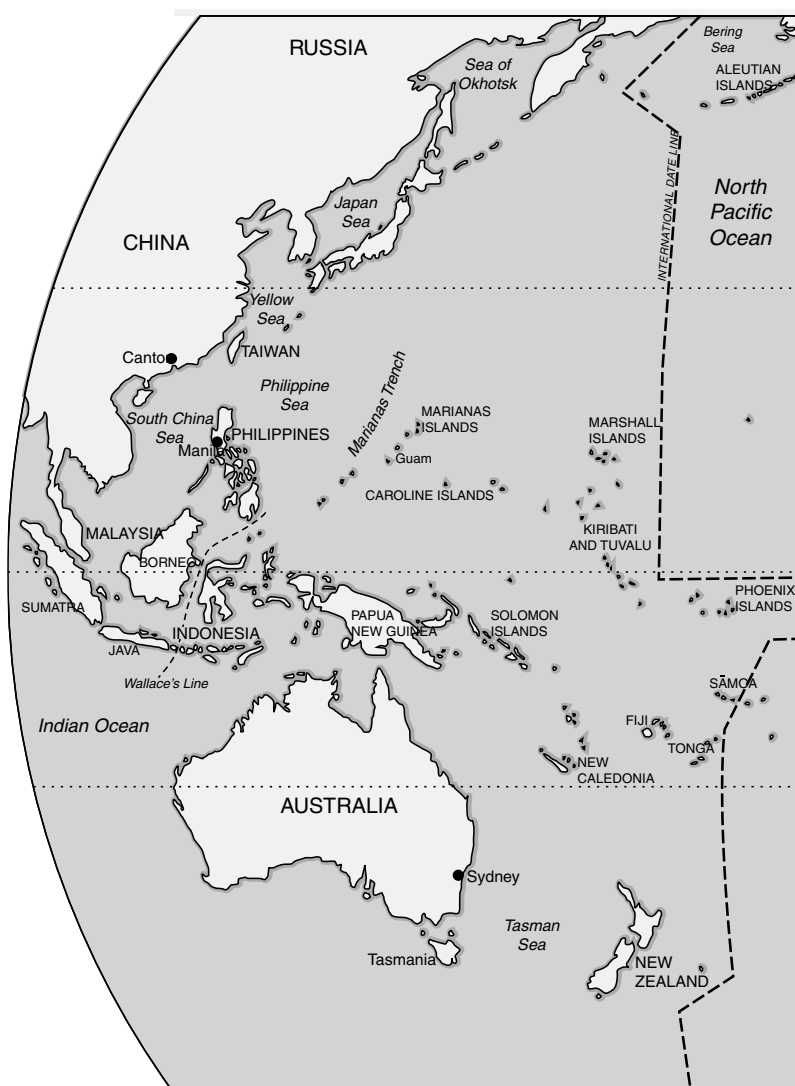 RUSSIA
Sea of
Okhotsk
Bering
Sea
ALEUTIAN
ISLANDS
INTERNATIONAL DATE LINE
North
Pacific
Ocean
Japan
Sea
CHINA
Yellow
Sea
Canto
TAIWAN
Philippine
Sea
Marianas Trench
South China
Sea
PHILIPPINES
Manila
MARIANAS
ISLANDS
Guam
MARSHALL
ISLANDS
CAROLINE ISLANDS
MALAYSIA
BORNEO
KIRIBATI
AND TUVALU
SUMATRA
INDONESIA
JAVA
PAPUA
NEW GUINEA
SOLOMON
ISLANDS
PHOENIX
ISLANDS
Wallace's Line
SĀMOA
Indian Ocean
FIJI
TONGA
NEW
CALEDONIA
AUSTRALIA
Sydney
Tasman
Sea
Tasmania
NEW
ZEALAND